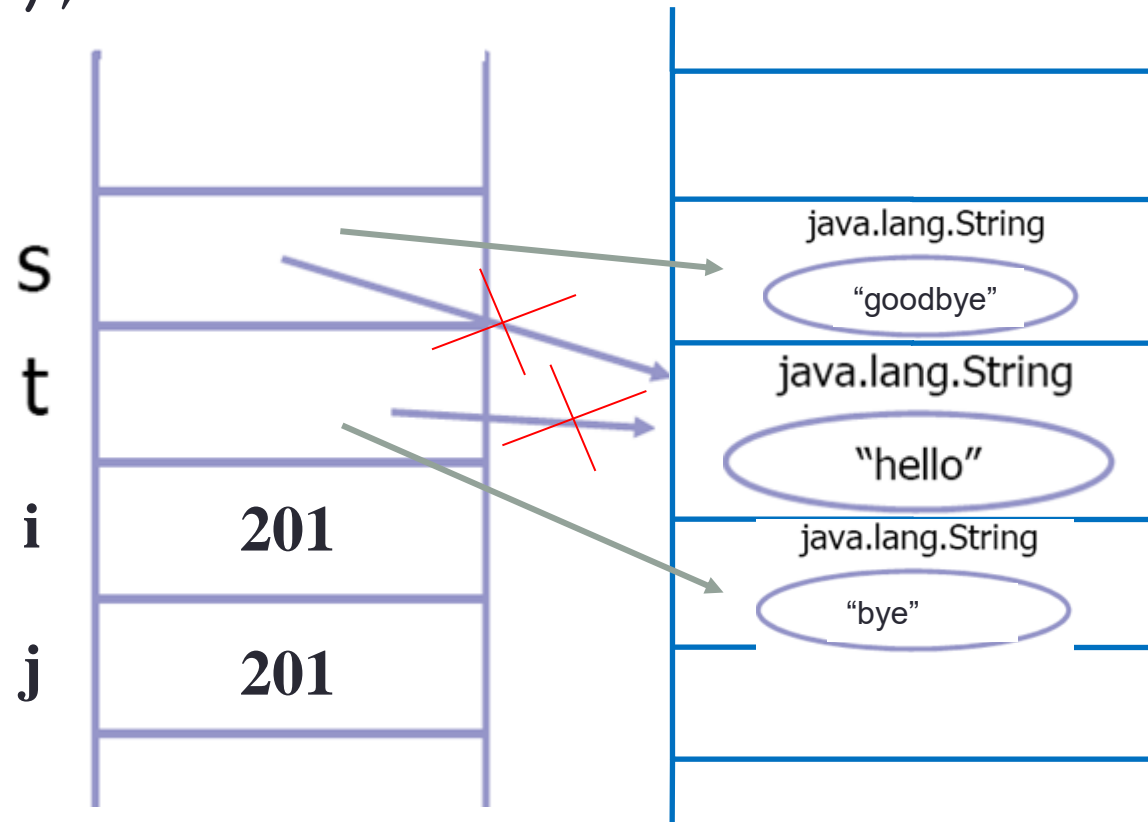 s
t
i 201
j 201
java.lang.String
“goodbye”
java.lang.String
“hello”
java.lang.String
“bye”